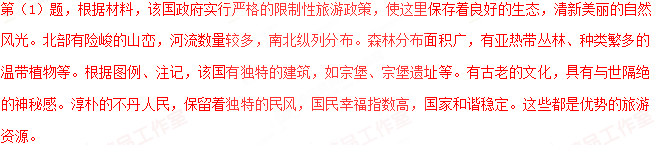 第（1）题，根据材料，该国政府实行严格的限制性旅游政策，使这里保存着良好的生态，清新美丽的自然
风光。北部有险峻的山峦，河流数量较多，南北纵列分布。森林分布面积广，有亚热带丛林、种类繁多的
温带植物等。根据图例、注记，该国有独特的建筑，如宗堡、宗堡遗址等。有古老的文化，具有与世隔绝
的神秘感。淳朴的不丹人民，保留着独特的民风，国民幸福指数高，国家和谐稳定。这些都是优势的旅游
资源。